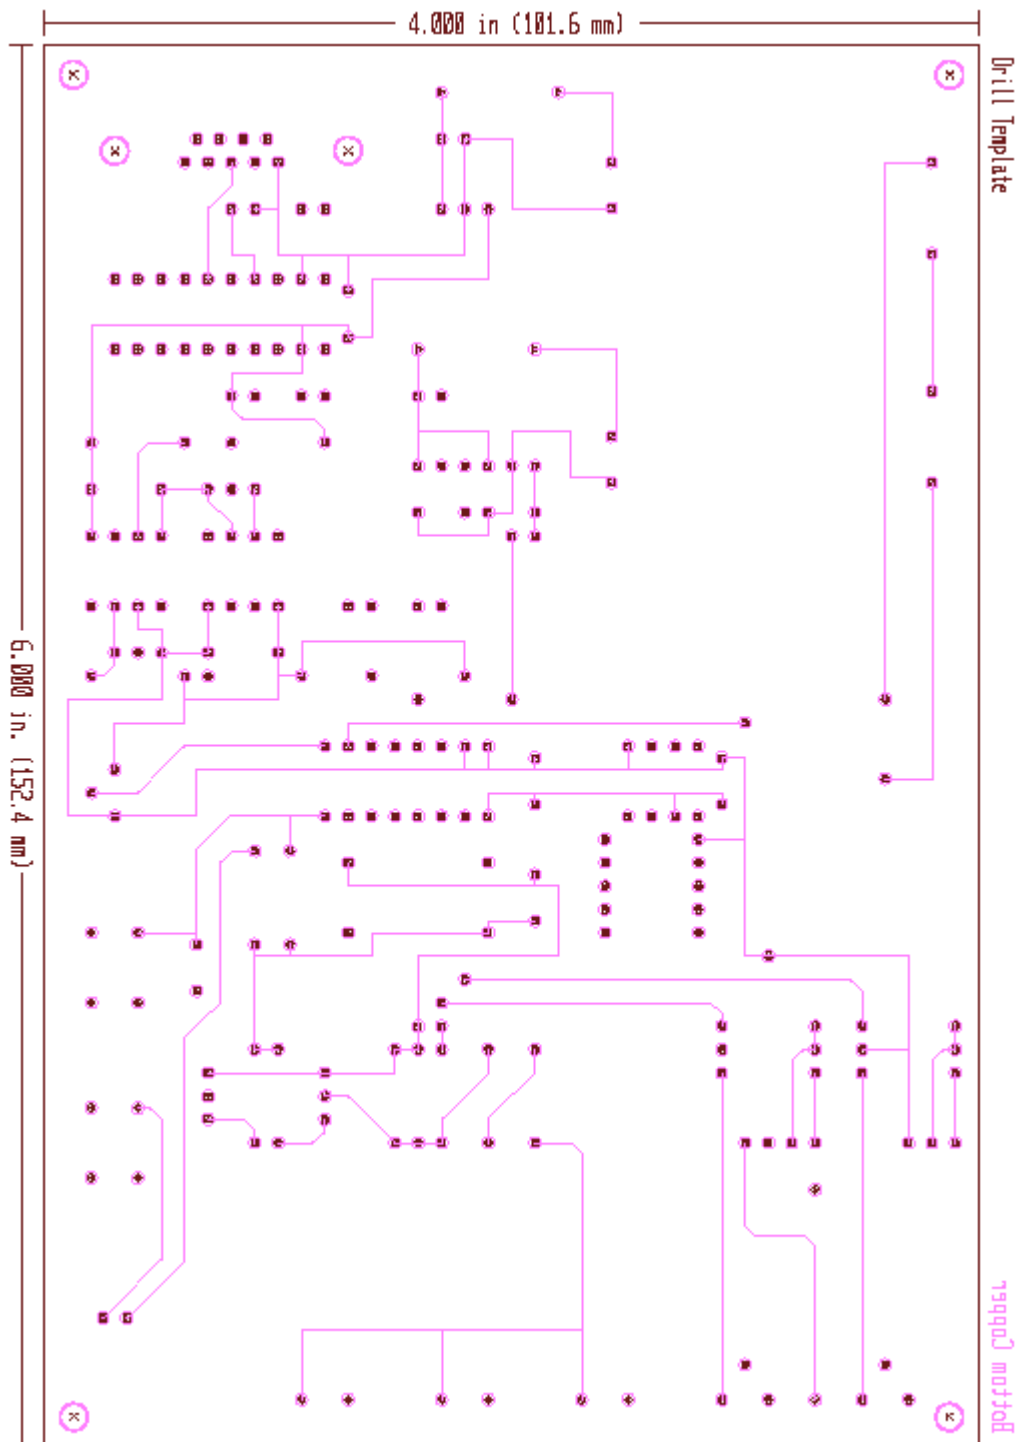 4.000 in (101.6 mm)
Drill Template
6.000 in. (152.4 mm)
Bottom Copper